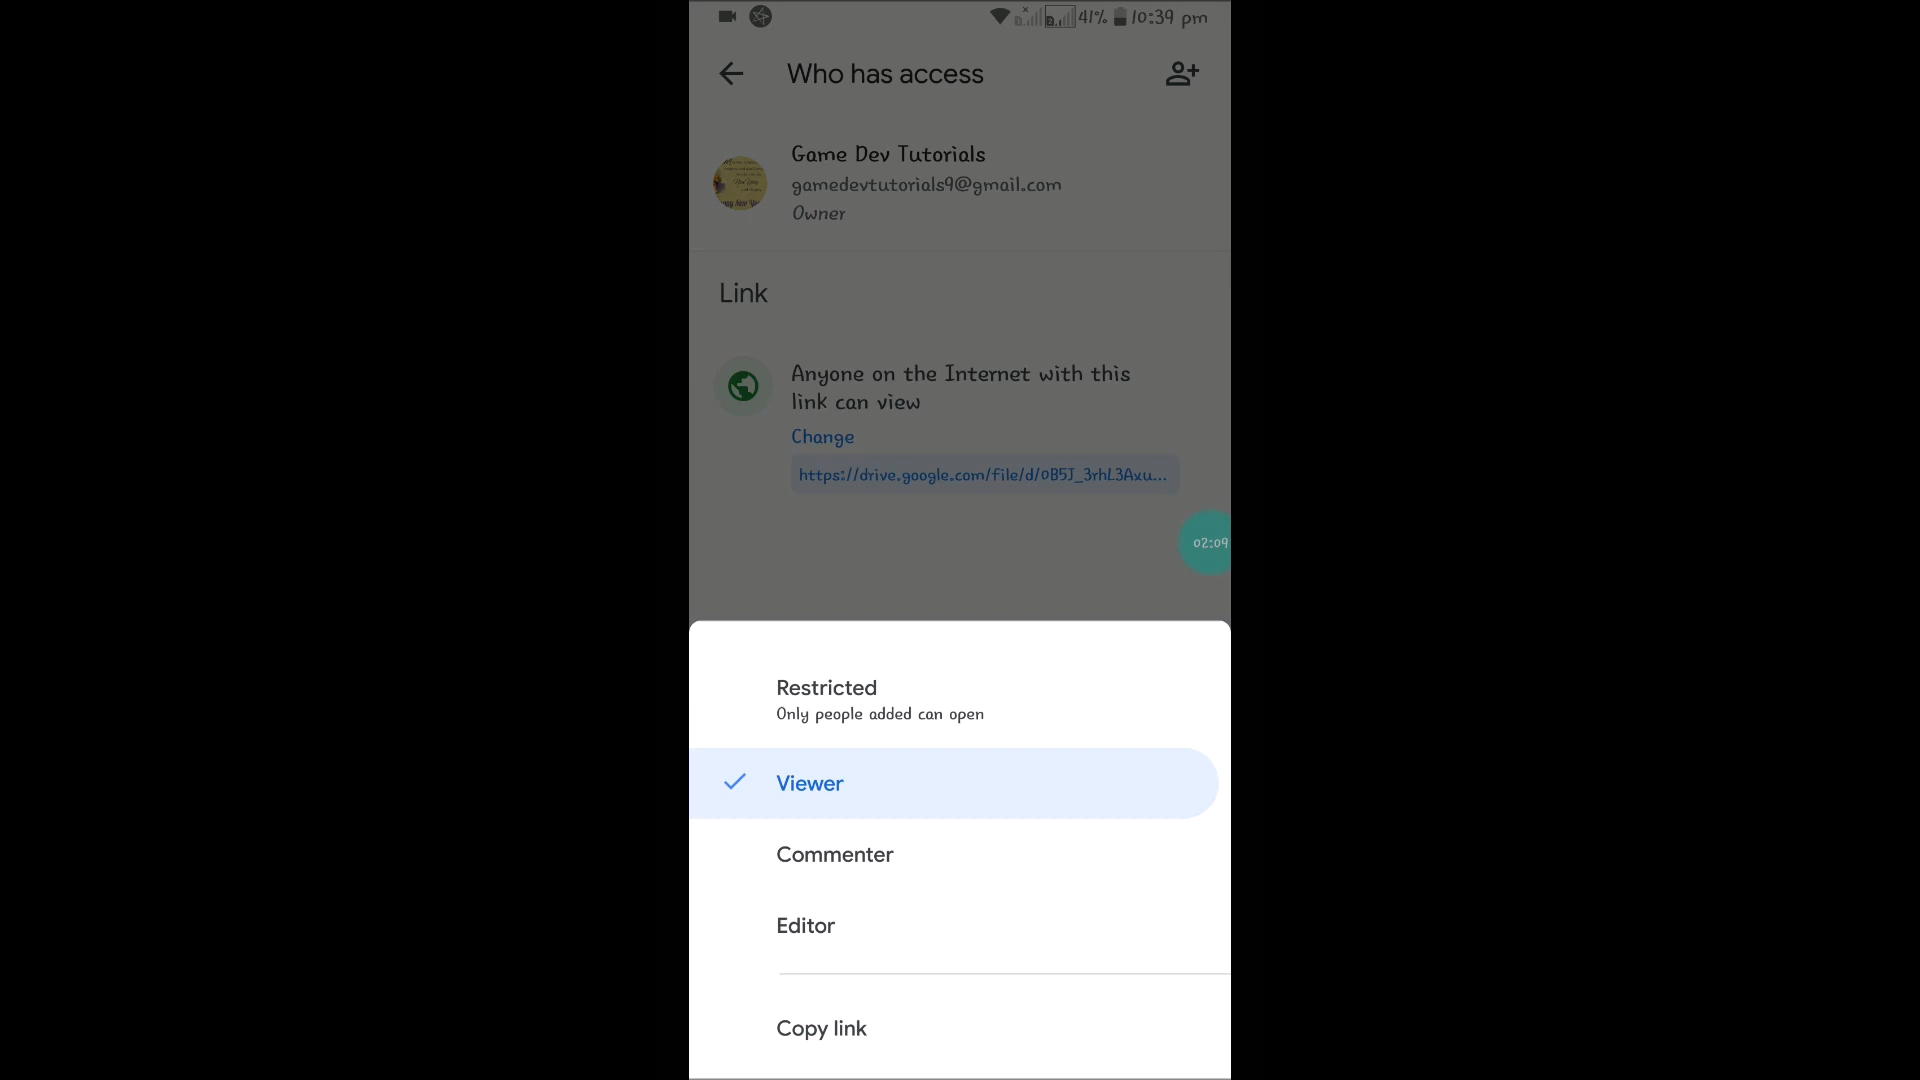 41% 10:39 pm
Who has access
Game Dev Tutorials
gamedevtutorials9@gmail.com
Owner
Link
Anyone on the Internet with this
link can view
Change
https://drive.google.com/file/d/0B5J_3rhL3Axu...
02:09
Restricted
Only people added can open
Viewer
Commenter
Editor
Copy link